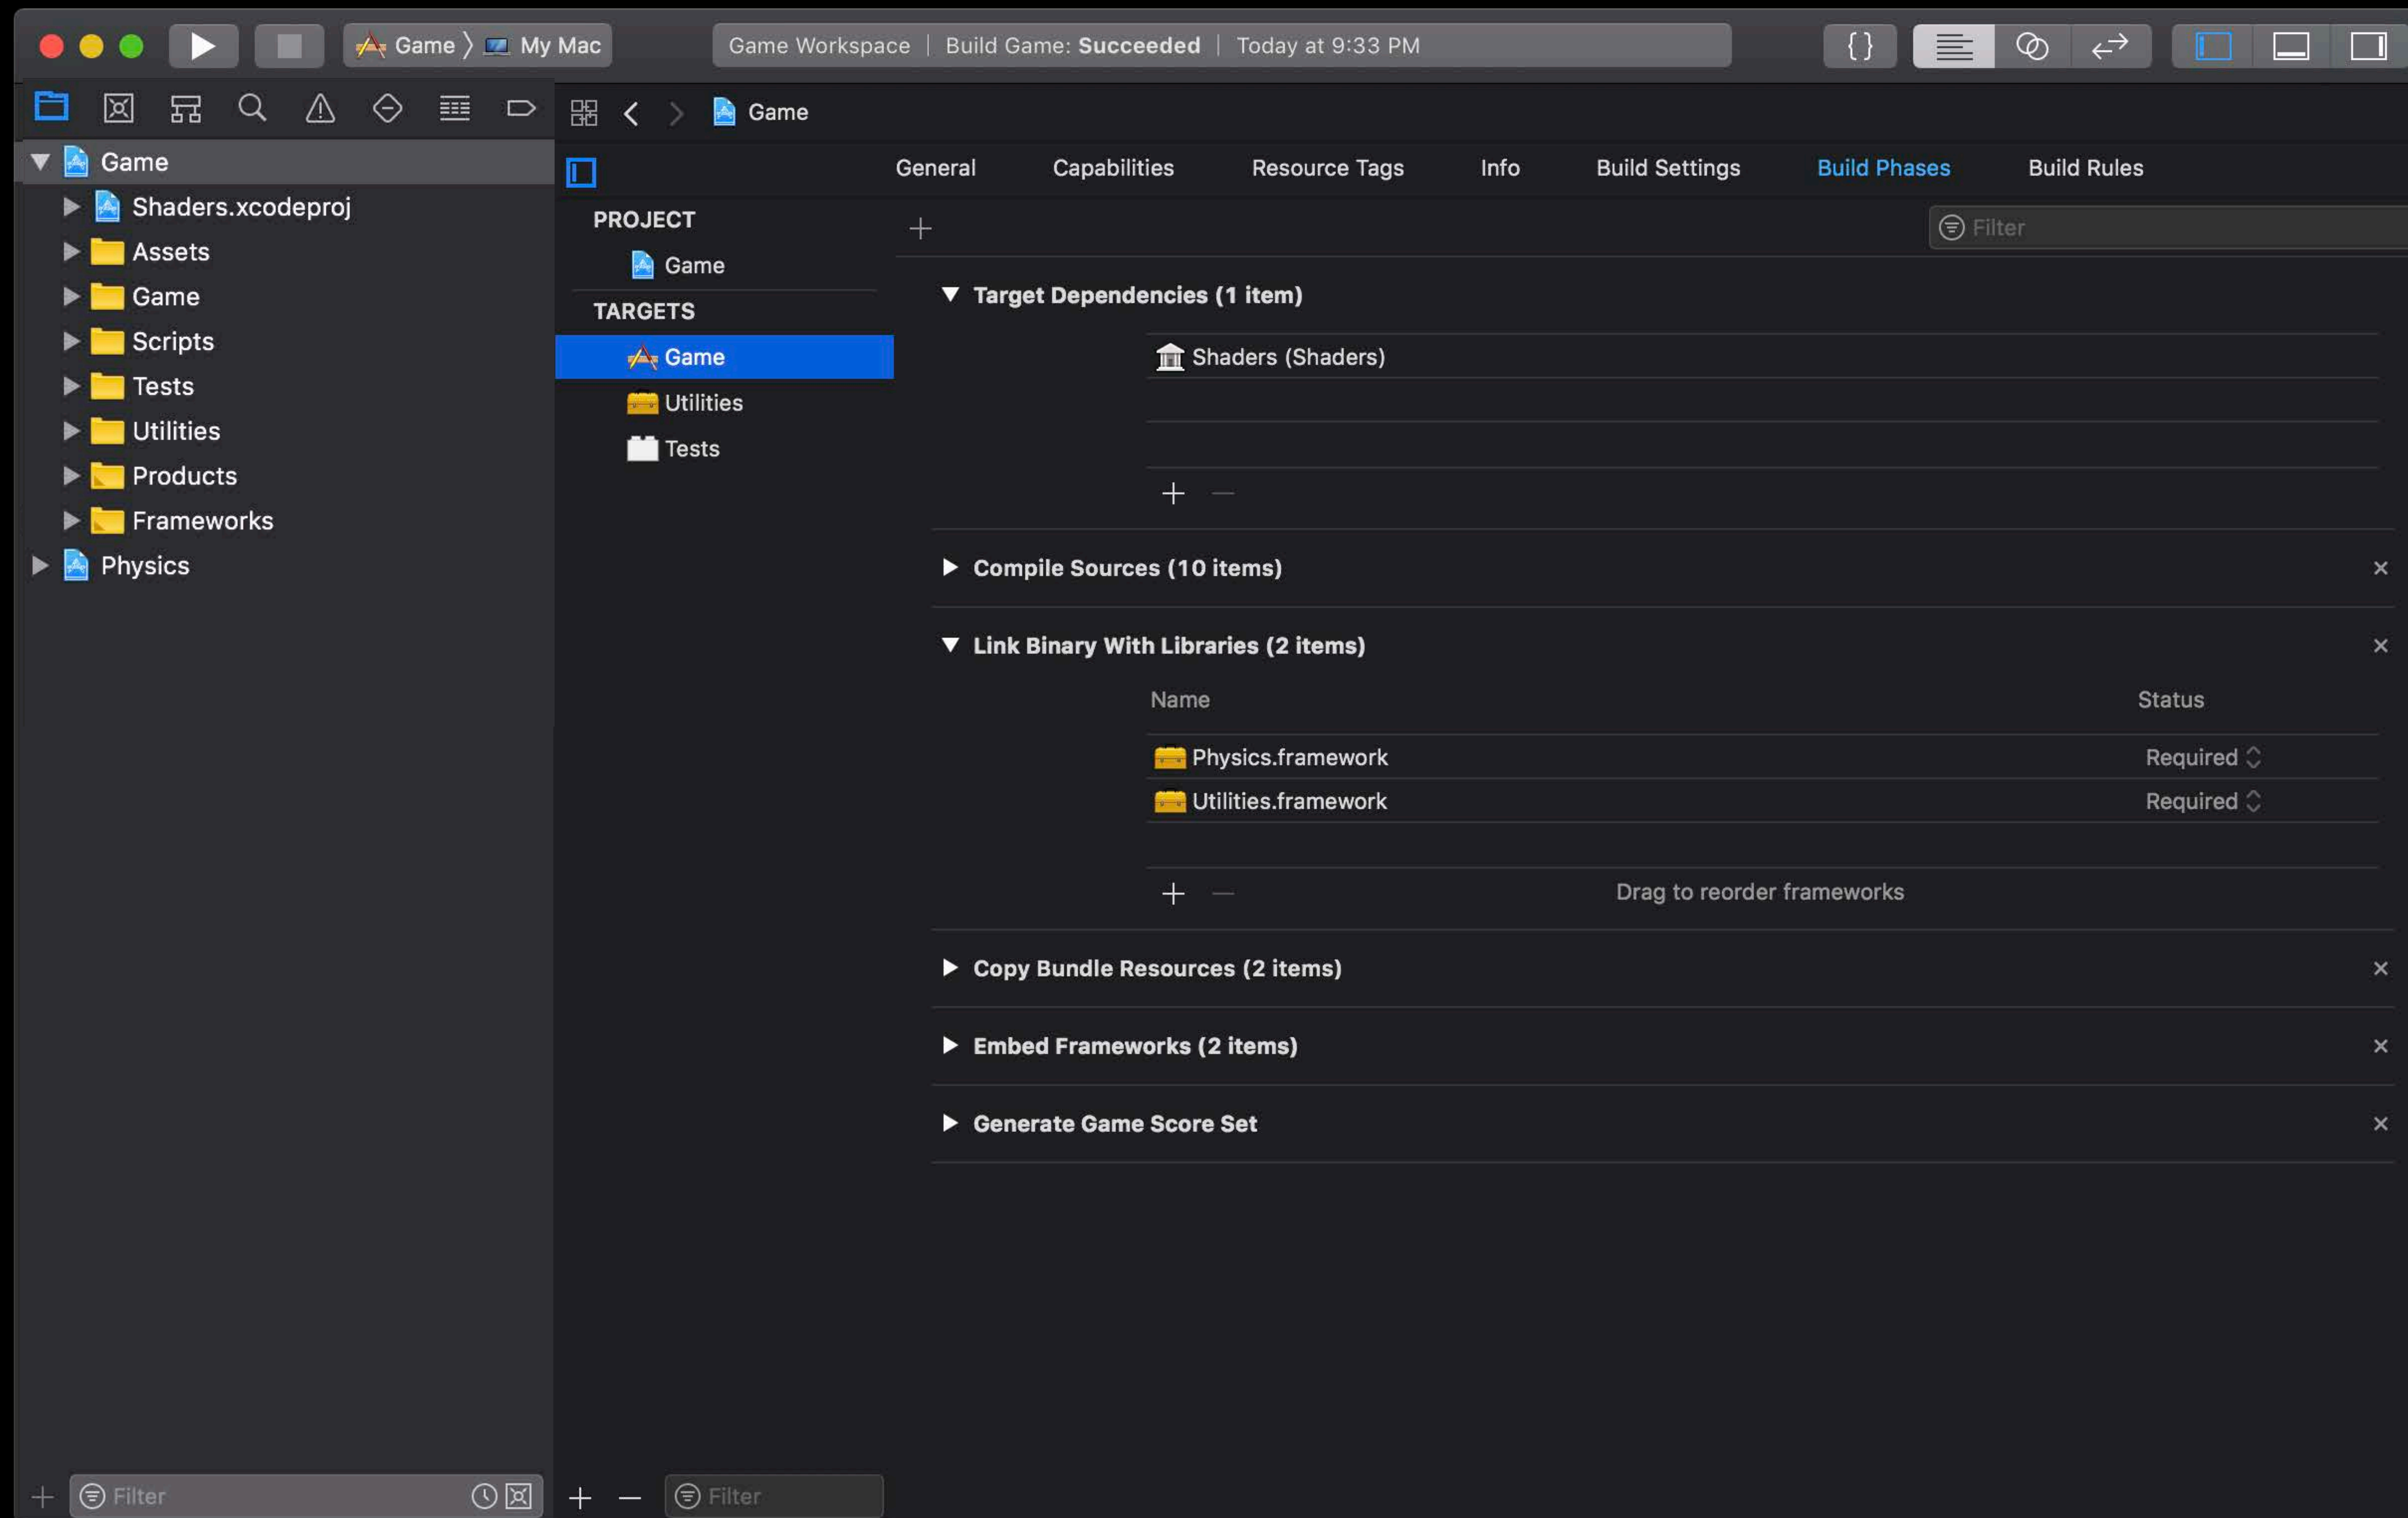 Game 〉 My Mac
Game Workspace | Build Game: Succeeded | Today at 9:33 PM
{ }
Game
Shaders.xcodeproj
Assets
Game
Scripts
Tests
Utilities
Products
Frameworks
Physics
Filter
Game
General Capabilities Resource Tags Info Build Settings Build Phases Build Rules
PROJECT
Game
TARGETS
Game
Utilities
Tests
Filter
Filter
Target Dependencies (1 item)
Shaders (Shaders)
Compile Sources (10 items)
Link Binary With Libraries (2 items)
Name Status
Physics.framework Required
Utilities.framework Required
Drag to reorder frameworks
Copy Bundle Resources (2 items)
Embed Frameworks (2 items)
Generate Game Score Set